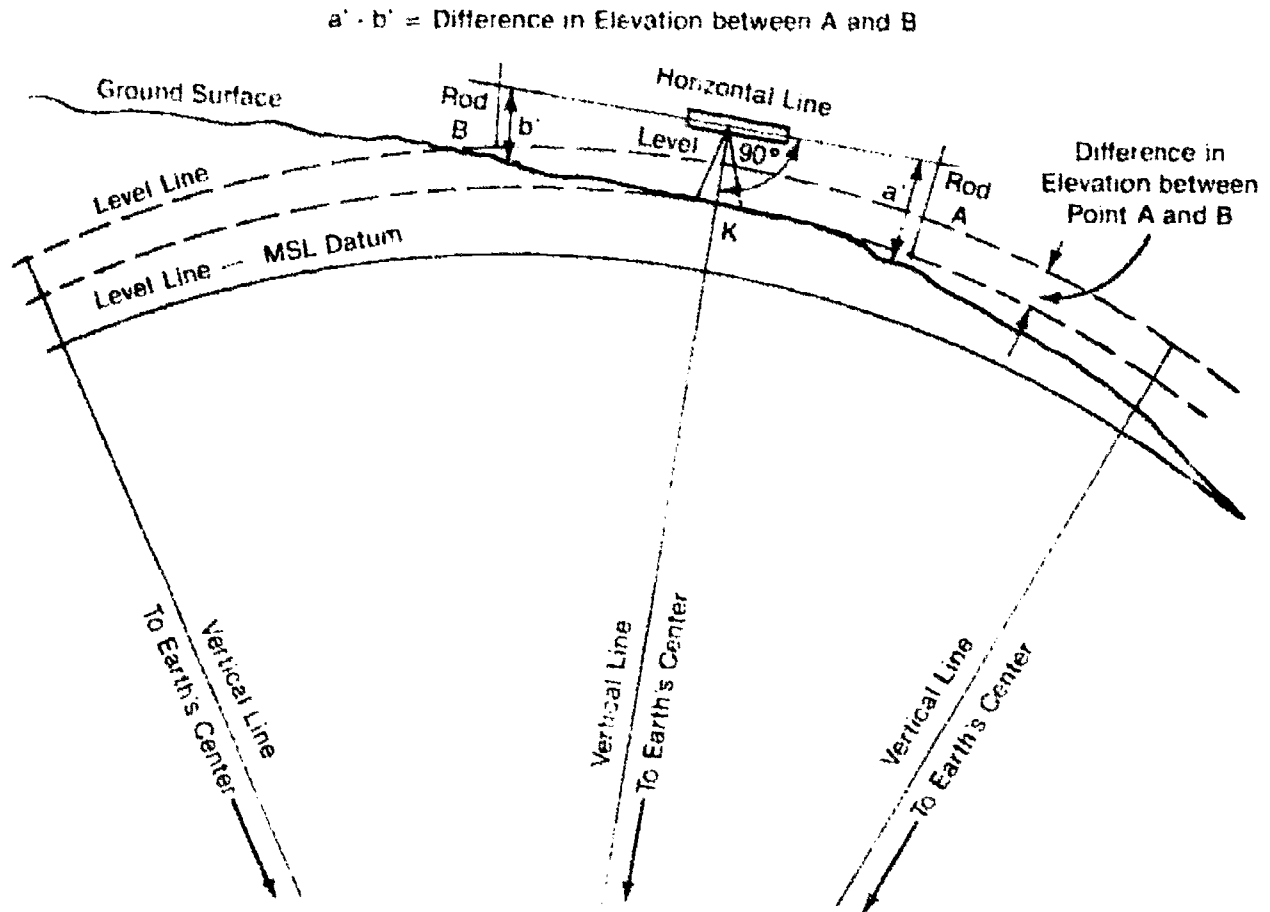 a' - b' = Difference in Elevation between A and B
Ground Surface
Rod
B
b'
Horizontal Line
Level
90°
a'
Rod
A
Difference in
Elevation between
Point A and B
Level Line
Level Line — MSL Datum
K
Vertical Line
To Earth's Center
Vertical Line
To Earth's Center
Vertical Line
To Earth's Center